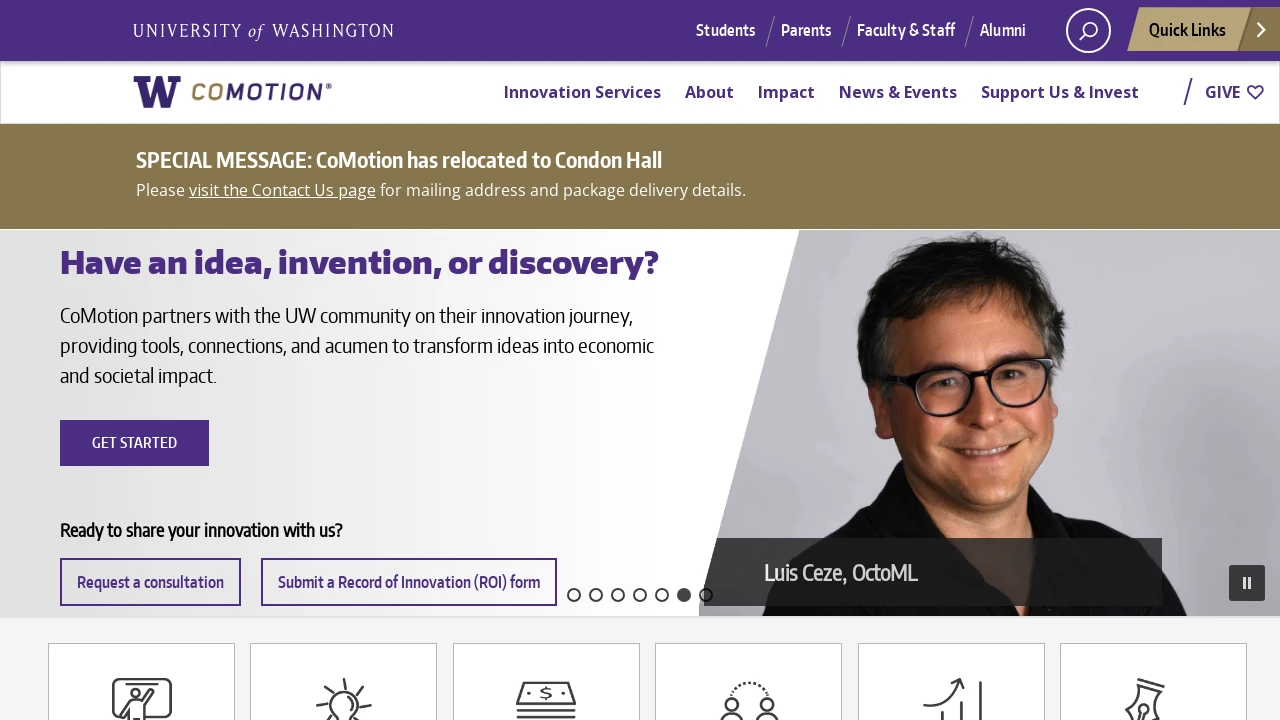 UNIVERSITY of WASHINGTON
Students
Parents
Faculty & Staff
Alumni
Quick Links
W COMOTION®
Innovation Services
About
Impact
News & Events
Support Us & Invest
GIVE
SPECIAL MESSAGE: CoMotion has relocated to Condon Hall
Please visit the Contact Us page for mailing address and package delivery details.
Have an idea, invention, or discovery?
CoMotion partners with the UW community on their innovation journey,
providing tools, connections, and acumen to transform ideas into economic
and societal impact.
GET STARTED
Ready to share your innovation with us?
Request a consultation
Submit a Record of Innovation (ROI) form
Luis Ceze, OctoML
$